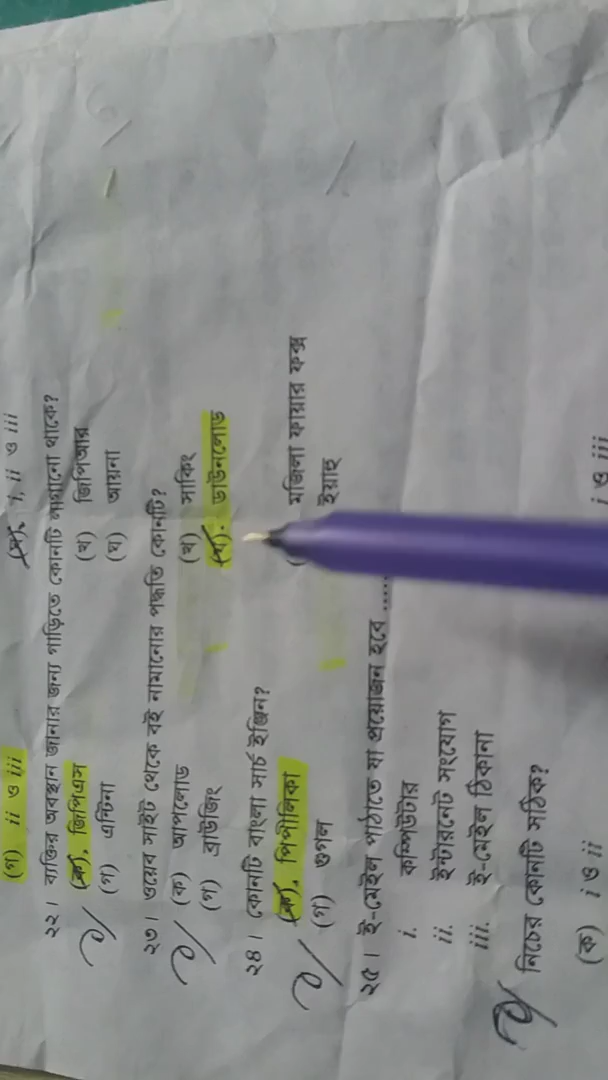 (গ) ii ও iii i, ii ও iii
২২। ব্যক্তির অবস্থান জানার জন্য গাড়িতে কোনটি লাগানো থাকে?
(ক) জিপিএস (খ) জিপিআর
(গ) এন্টিনা (ঘ) আয়না
২৩। ওয়েব সাইট থেকে বই নামানোর পদ্ধতি কোনটি?
(ক) আপলোড (খ) সার্কিং
(গ) ব্রাউজিং (ঘ) ডাউনলোড
২৪। কোনটি বাংলা সার্চ ইঞ্জিন?
(ক) পিপীলিকা মজিলা ফায়ার ফক্স
(গ) গুগল ইয়াহু
২৫। ই-মেইল পাঠাতে যা প্রয়োজন হবে .....
i. কম্পিউটার
ii. ইন্টারনেট সংযোগ
iii. ই-মেইল ঠিকানা
নিচের কোনটি সঠিক?
(ক) i ও ii i ও iii